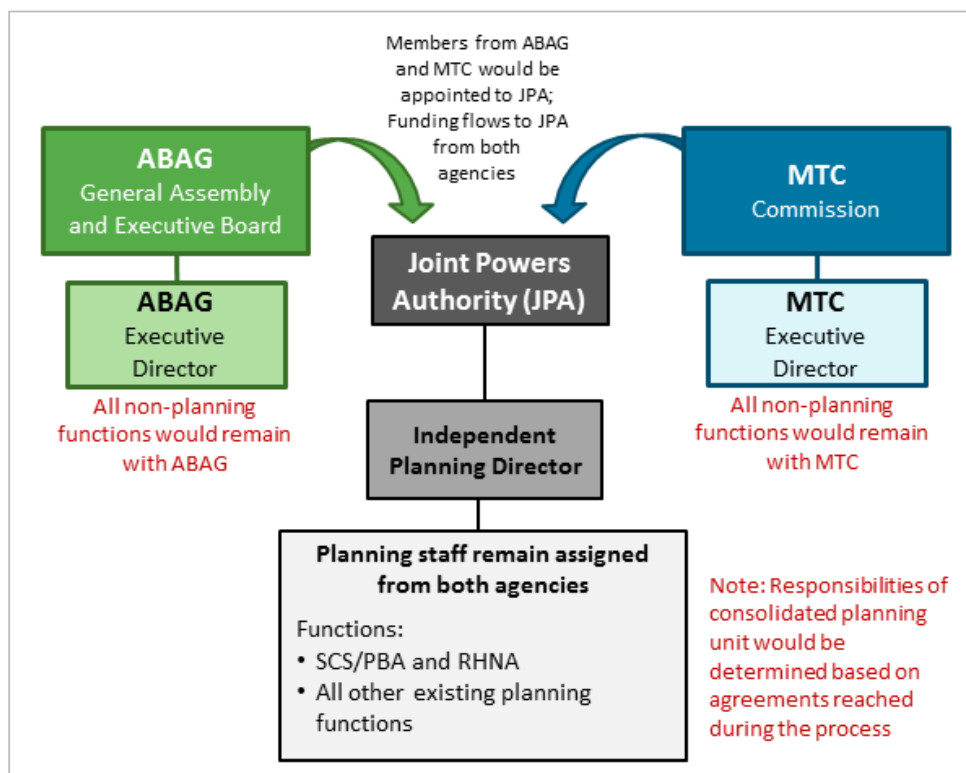 Members from ABAG
and MTC would be
appointed to JPA;
Funding flows to JPA
from both
agencies
ABAG
General Assembly
and Executive Board
MTC
Commission
Joint Powers
Authority (JPA)
ABAG
Executive
Director
MTC
Executive
Director
All non-planning
functions would remain
with ABAG
All non-planning
functions would remain
with MTC
Independent
Planning Director
Planning staff remain assigned
from both agencies
Functions:
• SCS/PBA and RHNA
• All other existing planning
functions
Note: Responsibilities of
consolidated planning
unit would be
determined based on
agreements reached
during the process